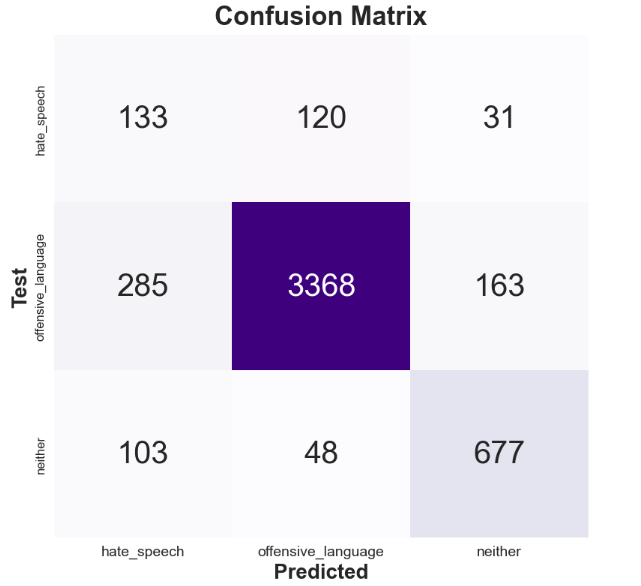 Confusion Matrix
hate_speech
133 120 31
Test
offensive_language
285 3368 163
neither
103 48 677
hate_speech offensive_language neither
Predicted